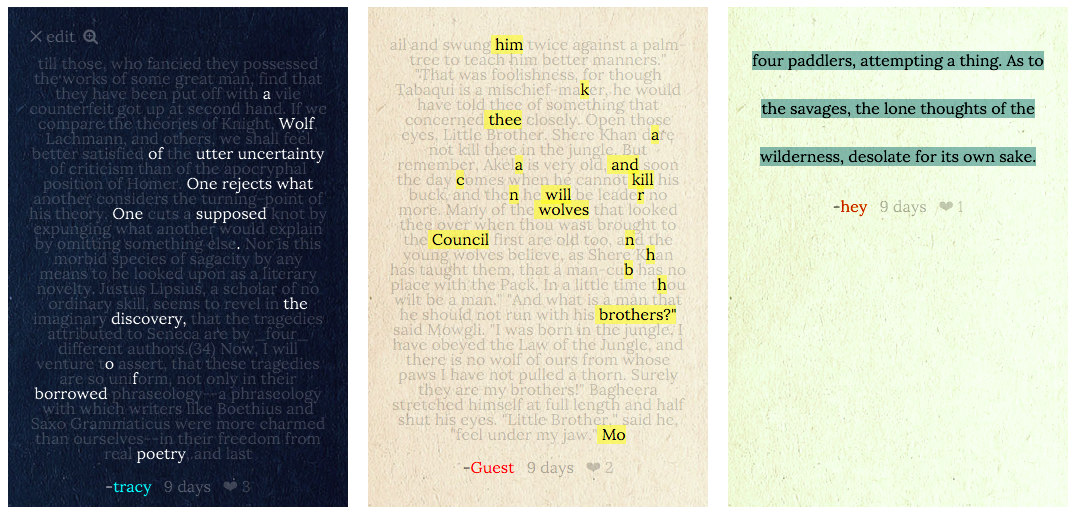 × edit
till those, who fancied they possessed
the works of some great man, find that
they have been put off with a vile
counterfeit got up at second hand. If we
compare the theories of Knight, Wolf,
Lachmann, and others, we shall feel
better satisfied of the utter uncertainty
of criticism than of the apocryphal
position of Homer. One rejects what
another considers the turning-point of
his theory. One cuts a supposed knot by
expunging what another would explain
by omitting something else. Nor is this
morbid species of sagacity by any
means to be looked upon as a literary
novelty. Justus Lipsius, a scholar of no
ordinary skill, seems to revel in the
imaginary discovery, that the tragedies
attributed to Seneca are by _four_
different authors.(34) Now, I will
venture to assert, that these tragedies
are so uniform, not only in their
borrowed phraseology--a phraseology
with which writers like Boethius and
Saxo Grammaticus were more charmed
than ourselves--in their freedom from
real poetry, and last
-tracy 9 days ❤ 3
all and swung him twice against a palm-
tree to teach him better manners."
"That was foolishness, for though
Tabaqui is a mischief-maker, he would
have told thee of something that
concerned thee closely. Open those
eyes, Little Brother. Shere Khan dare
not kill thee in the jungle. But
remember, Akela is very old, and soon
the day comes when he cannot kill his
buck, and then he will be leader no
more. Many of the wolves that looked
thee over when thou wast brought to
the Council first are old too, and the
young wolves believe, as Shere Khan
has taught them, that a man-cub has no
place with the Pack. In a little time thou
wilt be a man." "And what is a man that
he should not run with his brothers?"
said Mowgli. "I was born in the jungle. I
have obeyed the Law of the Jungle, and
there is no wolf of ours from whose
paws I have not pulled a thorn. Surely
they are my brothers!" Bagheera
stretched himself at full length and half
shut his eyes. "Little Brother," said he,
"feel under my jaw." Mo
-Guest 9 days ❤ 2
four paddlers, attempting a thing. As to
the savages, the lone thoughts of the
wilderness, desolate for its own sake.
-hey 9 days ❤ 1